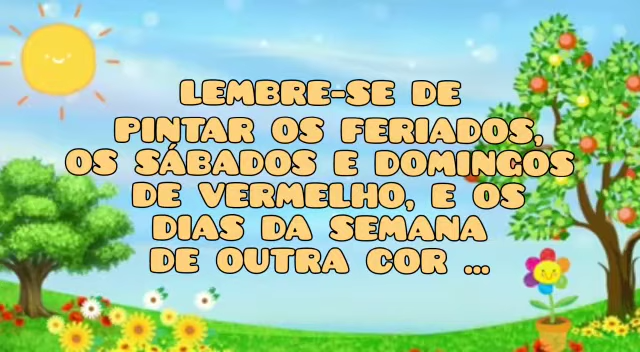 LEMBRE-SE DE
PINTAR OS FERIADOS,
OS SÁBADOS E DOMINGOS
DE VERMELHO, E OS
DIAS DA SEMANA
DE OUTRA COR ...